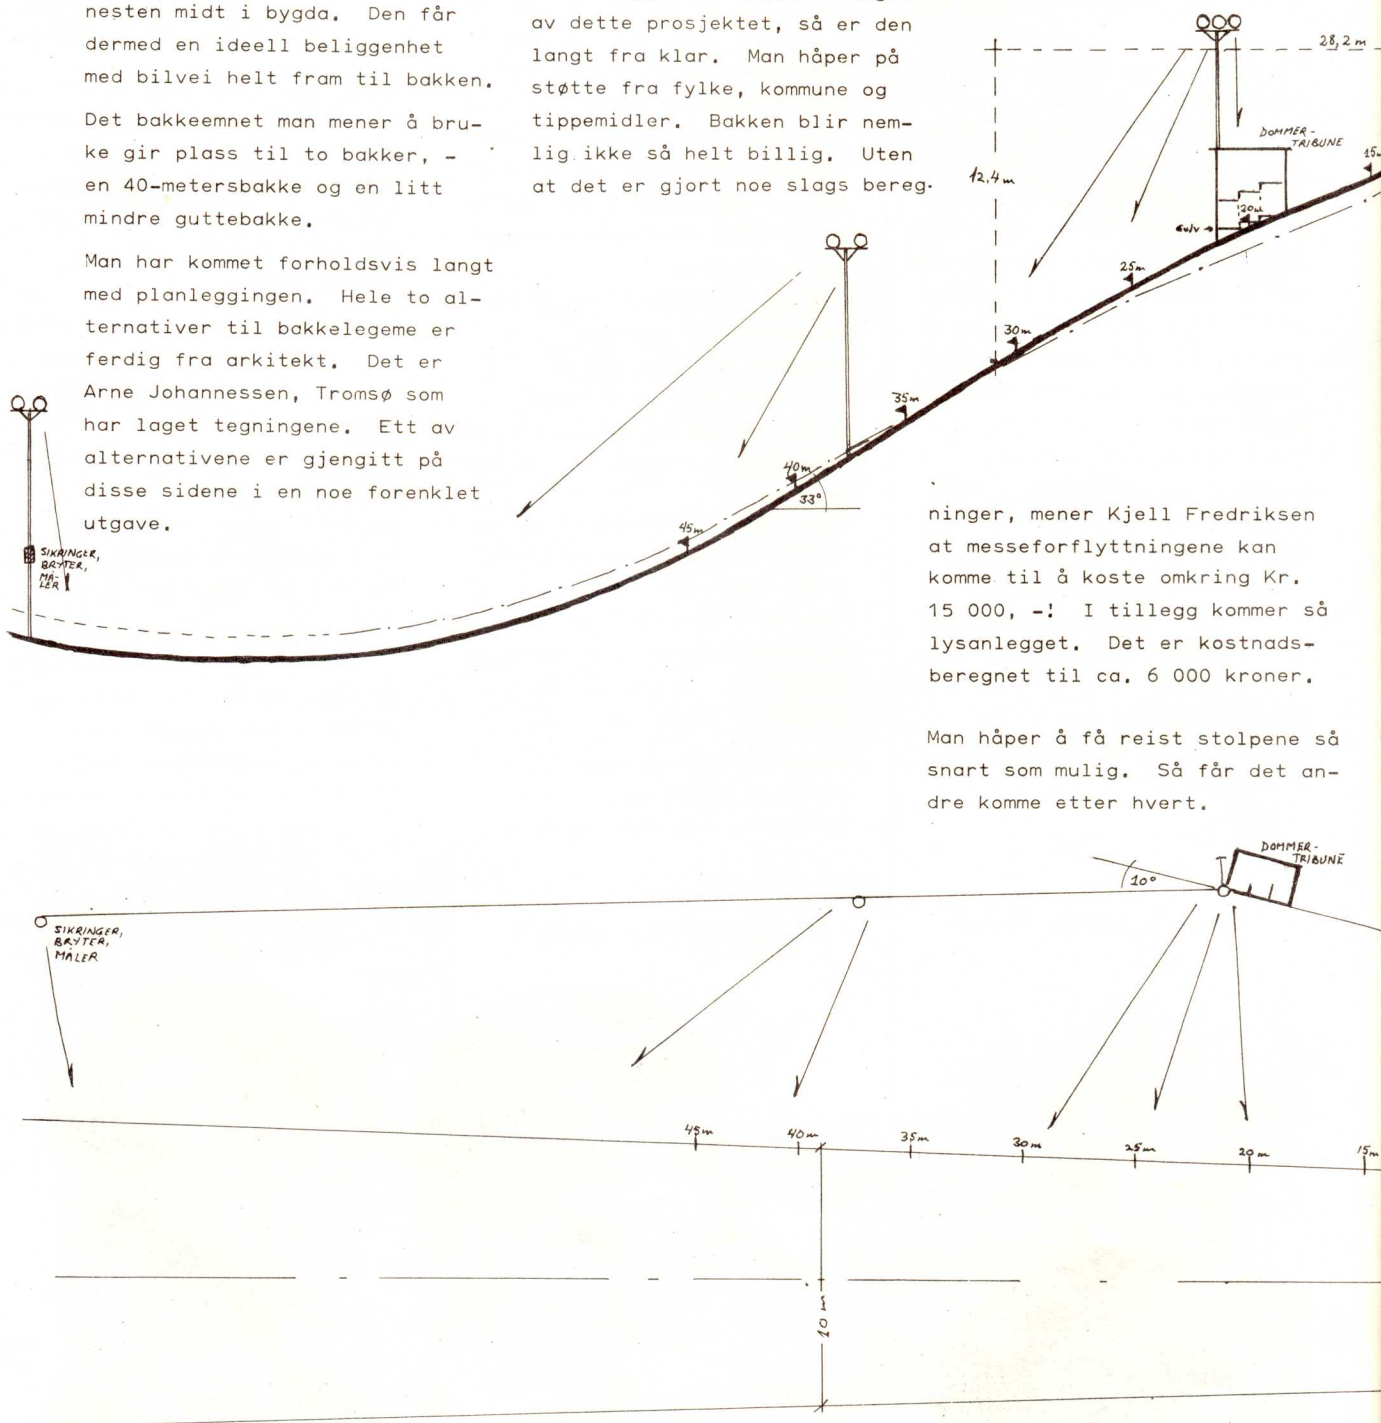 nesten midt i bygda. Den får
dermed en ideell beliggenhet
med bilvei helt fram til bakken.
Det bakkeemnet man mener å bru-
ke gir plass til to bakker, -
en 40-metersbakke og en litt
mindre guttebakke.
Man har kommet forholdsvis langt
med planleggingen. Hele to al-
ternativer til bakkelegeme er
ferdig fra arkitekt. Det er
Arne Johannessen, Tromsø som
har laget tegningene. Ett av
alternativene er gjengitt på
disse sidene i en noe forenklet
utgave.
av dette prosjektet, så er den
langt fra klar. Man håper på
støtte fra fylke, kommune og
tippemidler. Bakken blir nem-
lig ikke så helt billig. Uten
at det er gjort noe slags bereg-
ninger, mener Kjell Fredriksen
at messeforflyttningene kan
komme til å koste omkring Kr.
15 000, -! I tillegg kommer så
lysanlegget. Det er kostnads-
beregnet til ca. 6 000 kroner.
Man håper å få reist stolpene så
snart som mulig. Så får det an-
dre komme etter hvert.
28,2 m
12,4 m
DOMMER-
TRIBUNE
15m
20m
25m
30m
35m
40m
33°
45m
SIKRINGER,
BRYTER,
MÅ-
LER
DOMMER-
TRIBUNE
10°
SIKRINGER,
BRYTER,
MÅLER
45m
40m
35m
30m
25m
20m
15m
10 m